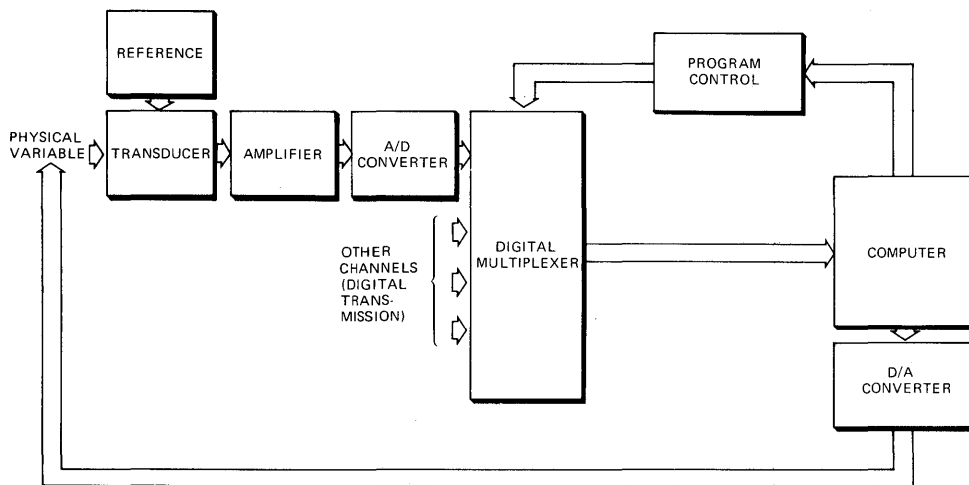 REFERENCE
PROGRAM
CONTROL
PHYSICAL
VARIABLE
TRANSDUCER
AMPLIFIER
A/D
CONVERTER
OTHER
CHANNELS
(DIGITAL
TRANS-
MISSION)
DIGITAL
MULTIPLEXER
COMPUTER
D/A
CONVERTER